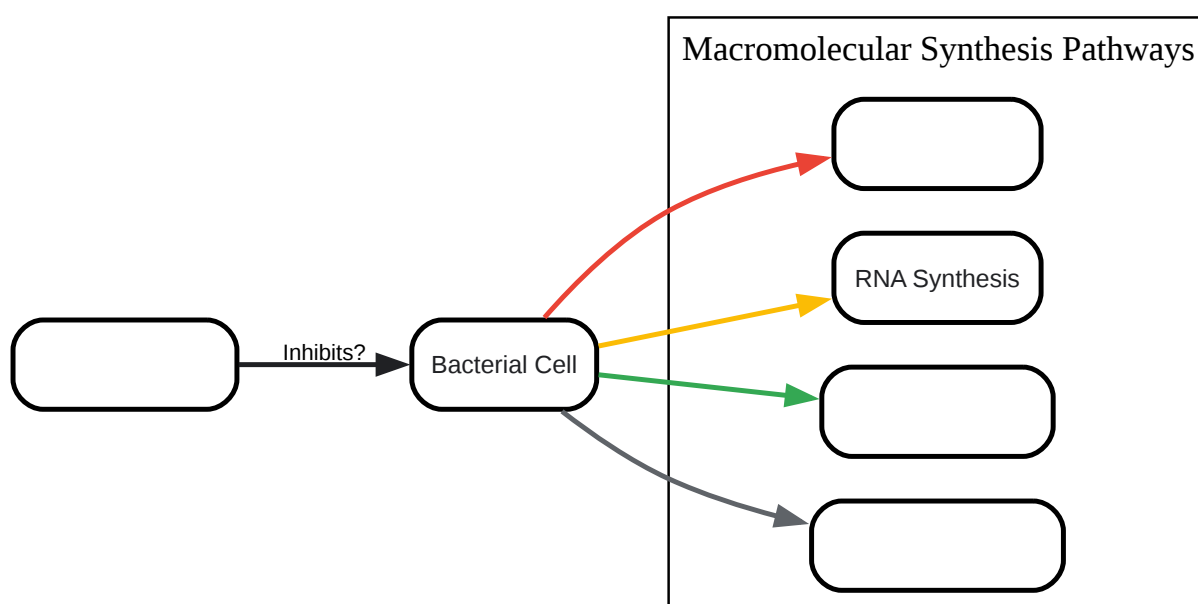 Macromolecular Synthesis Pathways
RNA Synthesis
Inhibits?
Bacterial Cell